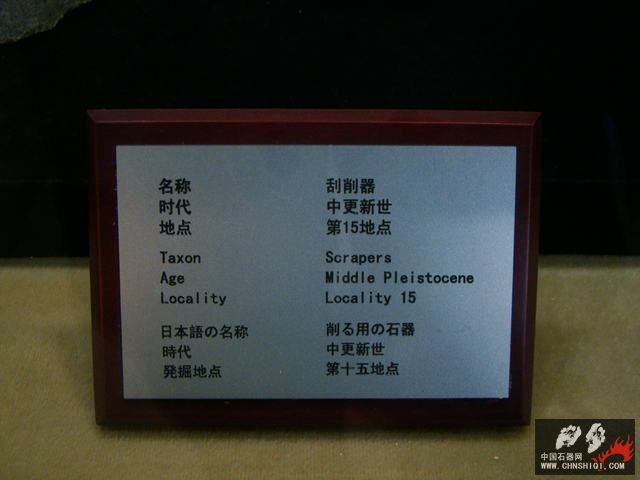 名称 刮削器
时代 中更新世
地点 第15地点
Taxon Scrapers
Age Middle Pleistocene
Locality Locality 15
日本語の名称 削る用の石器
時代 中更新世
発掘地点 第十五地点
中国石器网
WWW.CHNSHIQI.COM